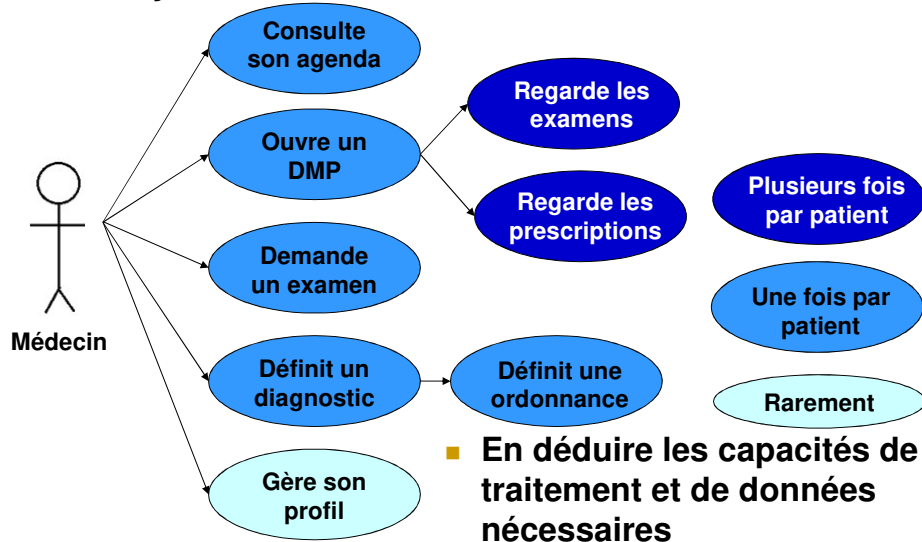 Consulte
son agenda
Ouvre un
DMP
Regarde les
examens
Regarde les
prescriptions
Demande
un examen
Définit un
diagnostic
Définit une
ordonnance
Gère son
profil
Médecin
Plusieurs fois
par patient
Une fois par
patient
Rarement
En déduire les capacités de
traitement et de données
nécessaires